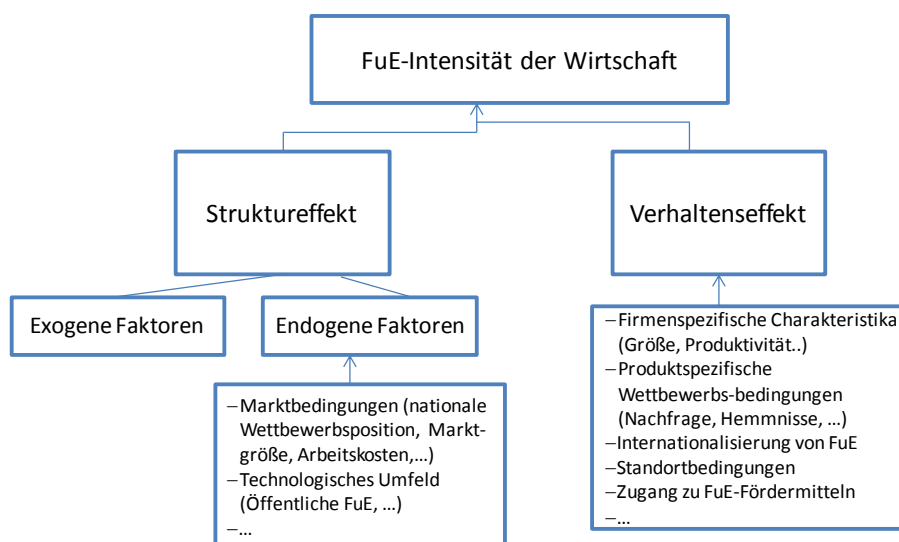 FuE-Intensität der Wirtschaft
Struktureffekt
Verhaltenseffekt
Exogene Faktoren
Endogene Faktoren
–Marktbedingungen (nationale
Wettbewerbsposition, Markt-
größe, Arbeitskosten,…)
–Technologisches Umfeld
(Öffentliche FuE, …)
–…
–Firmenspezifische Charakteristika
(Größe, Produktivität..)
–Produktspezifische
Wettbewerbs-bedingungen
(Nachfrage, Hemmnisse, …)
–Internationalisierung von FuE
–Standortbedingungen
–Zugang zu FuE-Fördermitteln
–…